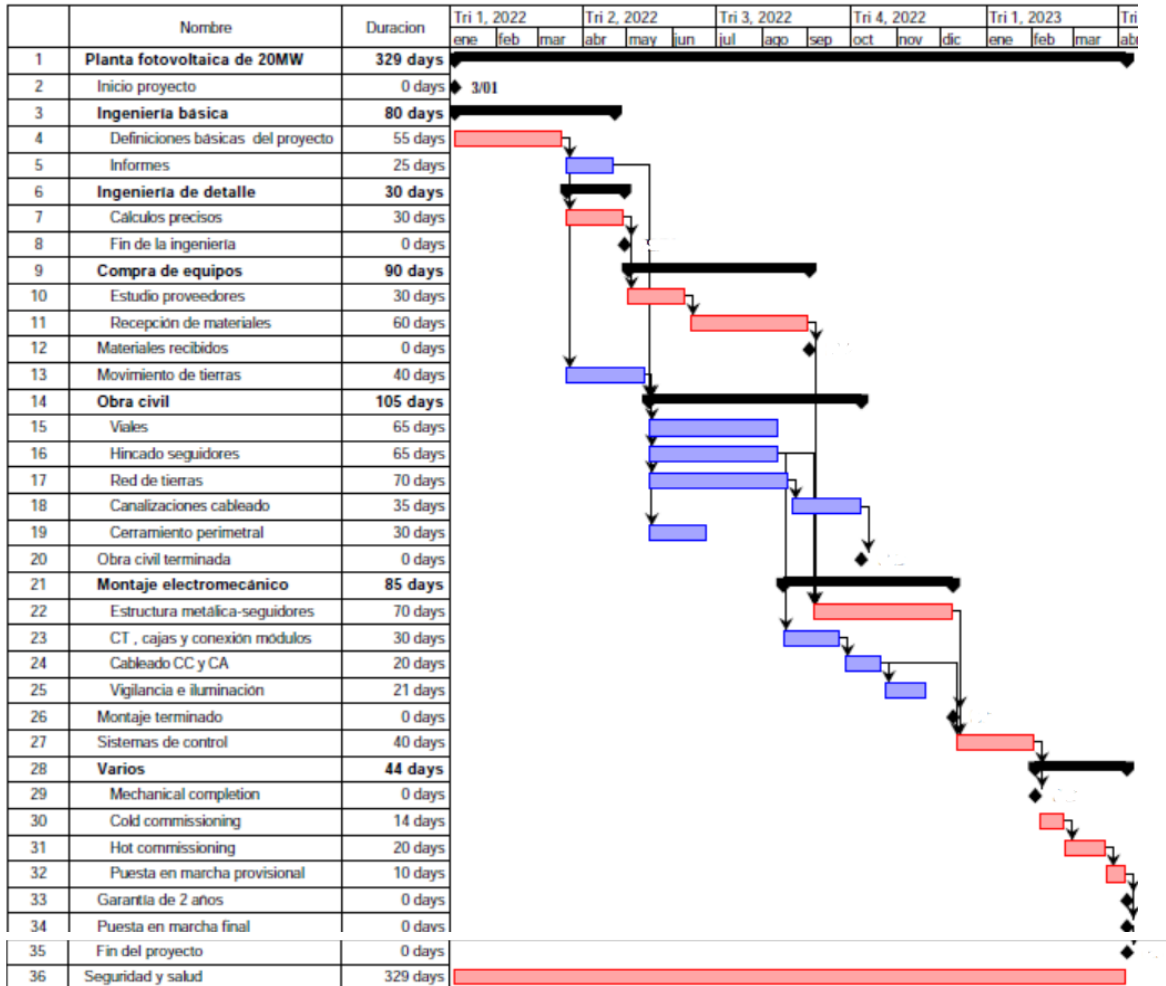 Nombre Duracion Tri 1, 2022 Tri 2, 2022 Tri 3, 2022 Tri 4, 2022 Tri 1, 2023 Tri
ene feb mar abr may jun jul ago sep oct nov dic ene feb mar abr
1 Planta fotovoltaica de 20MW 329 days
2 Inicio proyecto 0 days 3/01
3 Ingeniería básica 80 days
4 Definiciones básicas del proyecto 55 days
5 Informes 25 days
6 Ingeniería de detalle 30 days
7 Cálculos precisos 30 days
8 Fin de la ingeniería 0 days
9 Compra de equipos 90 days
10 Estudio proveedores 30 days
11 Recepción de materiales 60 days
12 Materiales recibidos 0 days
13 Movimiento de tierras 40 days
14 Obra civil 105 days
15 Viales 65 days
16 Hincado seguidores 65 days
17 Red de tierras 70 days
18 Canalizaciones cableado 35 days
19 Cerramiento perimetral 30 days
20 Obra civil terminada 0 days
21 Montaje electromecánico 85 days
22 Estructura metálica-seguidores 70 days
23 CT , cajas y conexión módulos 30 days
24 Cableado CC y CA 20 days
25 Vigilancia e iluminación 21 days
26 Montaje terminado 0 days
27 Sistemas de control 40 days
28 Varios 44 days
29 Mechanical completion 0 days
30 Cold commissioning 14 days
31 Hot commissioning 20 days
32 Puesta en marcha provisional 10 days
33 Garantía de 2 años 0 days
34 Puesta en marcha final 0 days
35 Fin del proyecto 0 days
36 Seguridad y salud 329 days